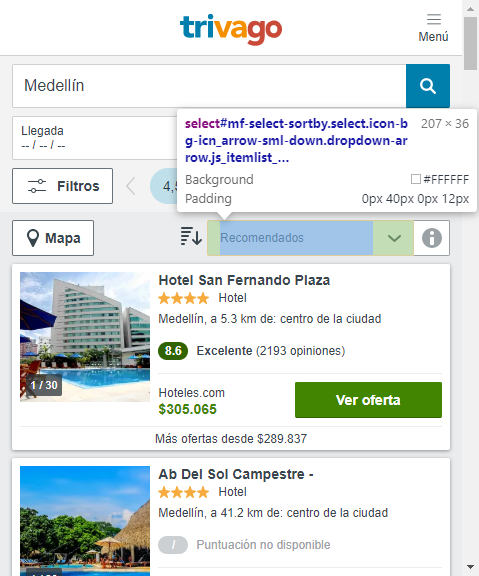 trivago
Menú
Medellín
Llegada
-- / -- / --
select#mf-select-sortby.select.icon-b
g-icn_arrow-sml-down.dropdown-ar
row.js_itemlist_...
207 × 36
Background
#FFFFFF
Padding
0px 40px 0px 12px
Filtros
4,5
Mapa
Recomendados
Hotel San Fernando Plaza
Hotel
Medellín, a 5.3 km de: centro de la ciudad
8.6 Excelente (2193 opiniones)
1 / 30
Hoteles.com
$305.065
Ver oferta
Más ofertas desde $289.837
Ab Del Sol Campestre -
Hotel
Medellín, a 41.2 km de: centro de la ciudad
/ Puntuación no disponible